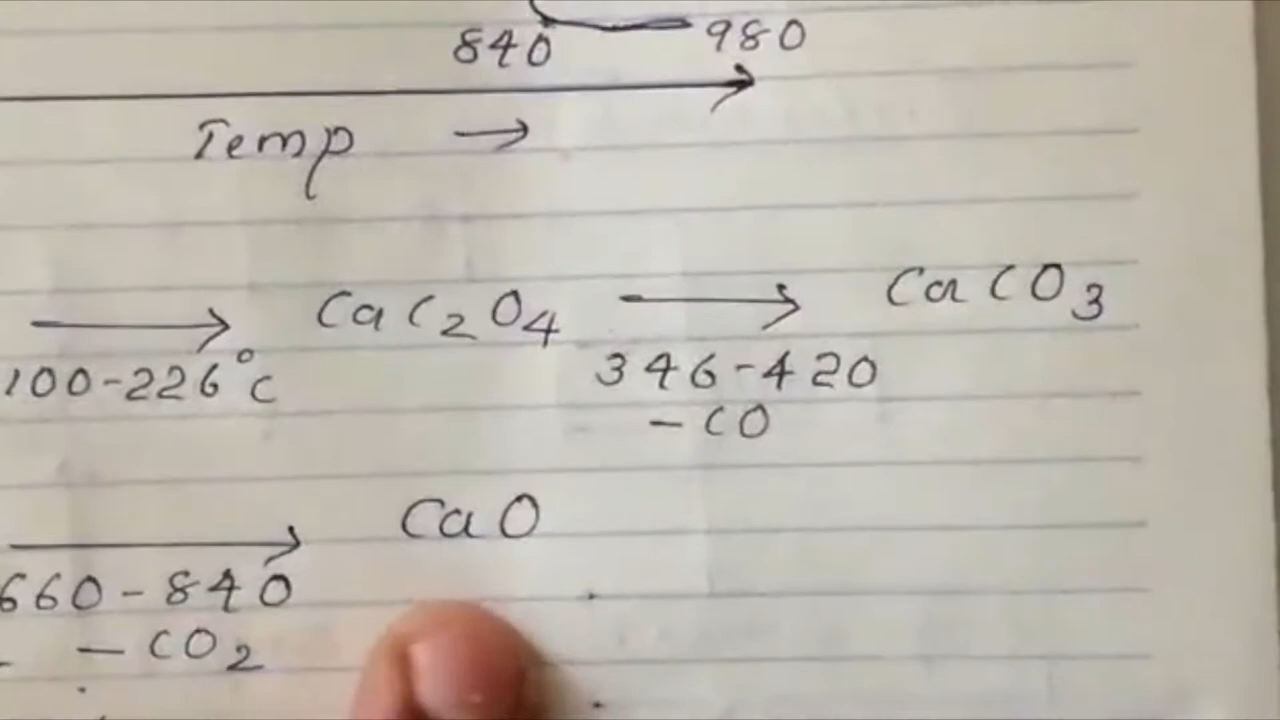 840 980
Temp →
→ CaC₂O₄ → CaCO₃
100-226°C 346-420
-CO
→ CaO
660-840
-CO₂